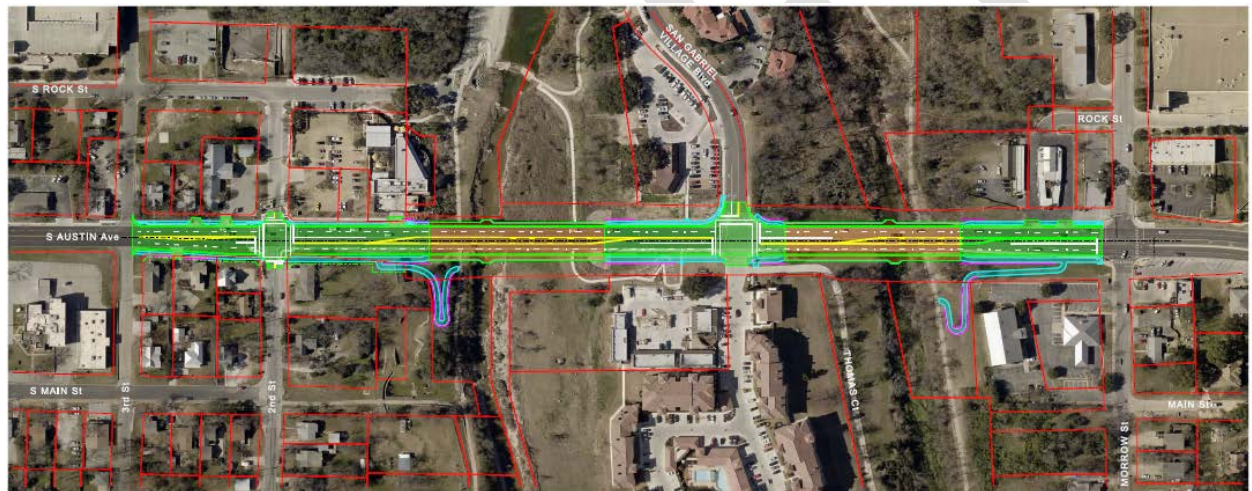 SAN GABRIEL
VILLAGE Blvd
S ROCK St
ROCK St
S AUSTIN Ave
S MAIN St
3rd St
2nd St
THOMAS Ct
MORROW St
MAIN St